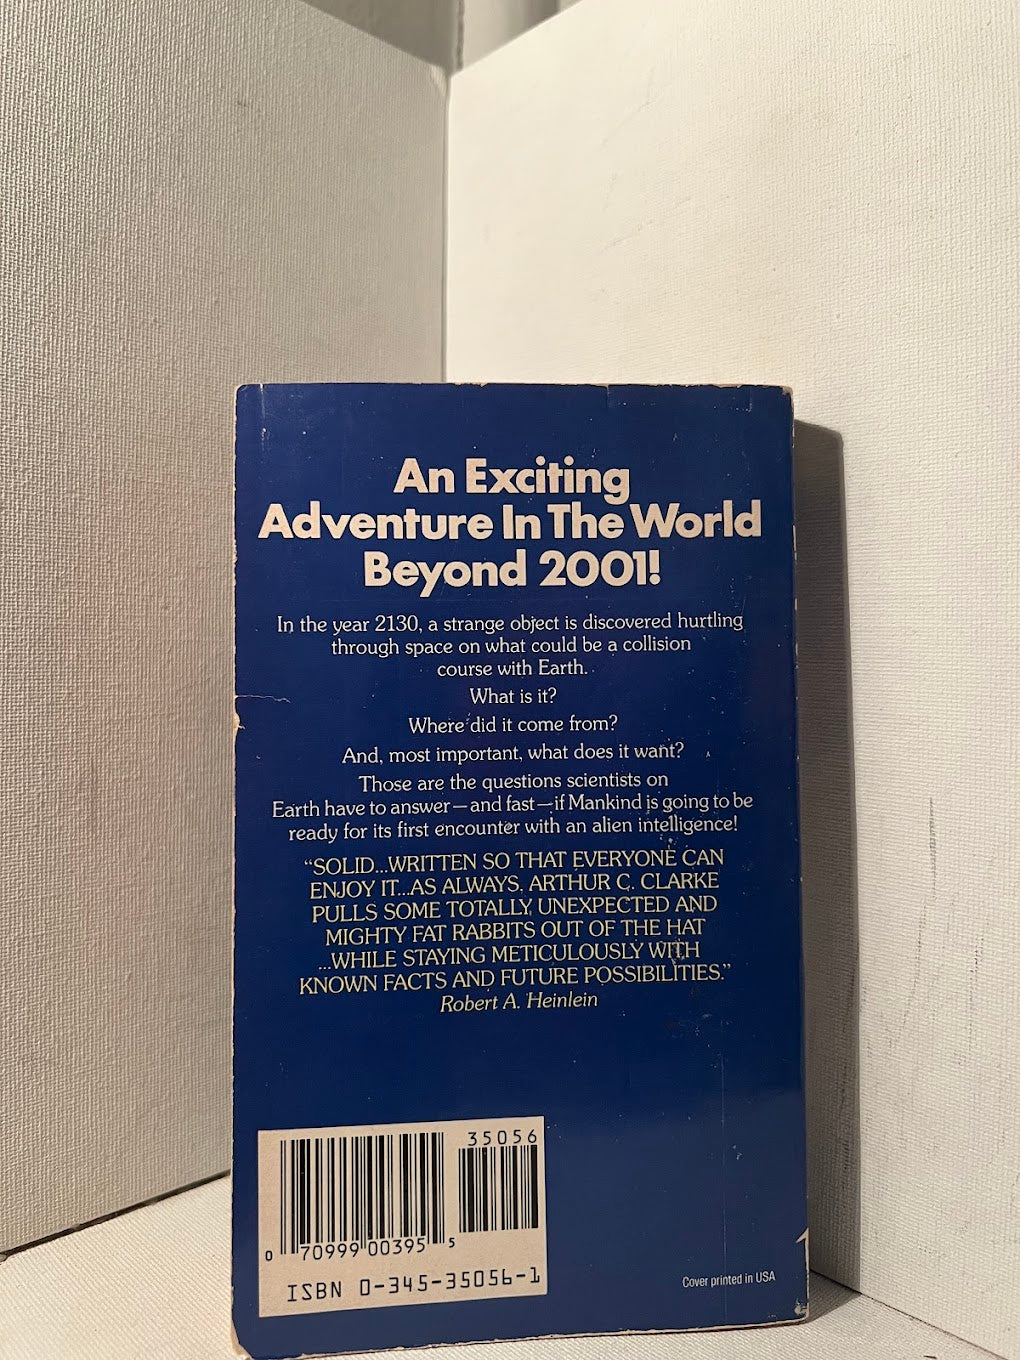 An Exciting
Adventure In The World
Beyond 2001!
In the year 2130, a strange object is discovered hurtling
through space on what could be a collision
course with Earth.
What is it?
Where did it come from?
And, most important, what does it want?
Those are the questions scientists on
Earth have to answer—and fast—if Mankind is going to be
ready for its first encounter with an alien intelligence!
“SOLID...WRITTEN SO THAT EVERYONE CAN
ENJOY IT...AS ALWAYS, ARTHUR C. CLARKE
PULLS SOME TOTALLY UNEXPECTED AND
MIGHTY FAT RABBITS OUT OF THE HAT
...WHILE STAYING METICULOUSLY WITH
KNOWN FACTS AND FUTURE POSSIBILITIES.”
Robert A. Heinlein
35056
0 70999 00395 5
ISBN 0-345-35056-1
Cover printed in USA